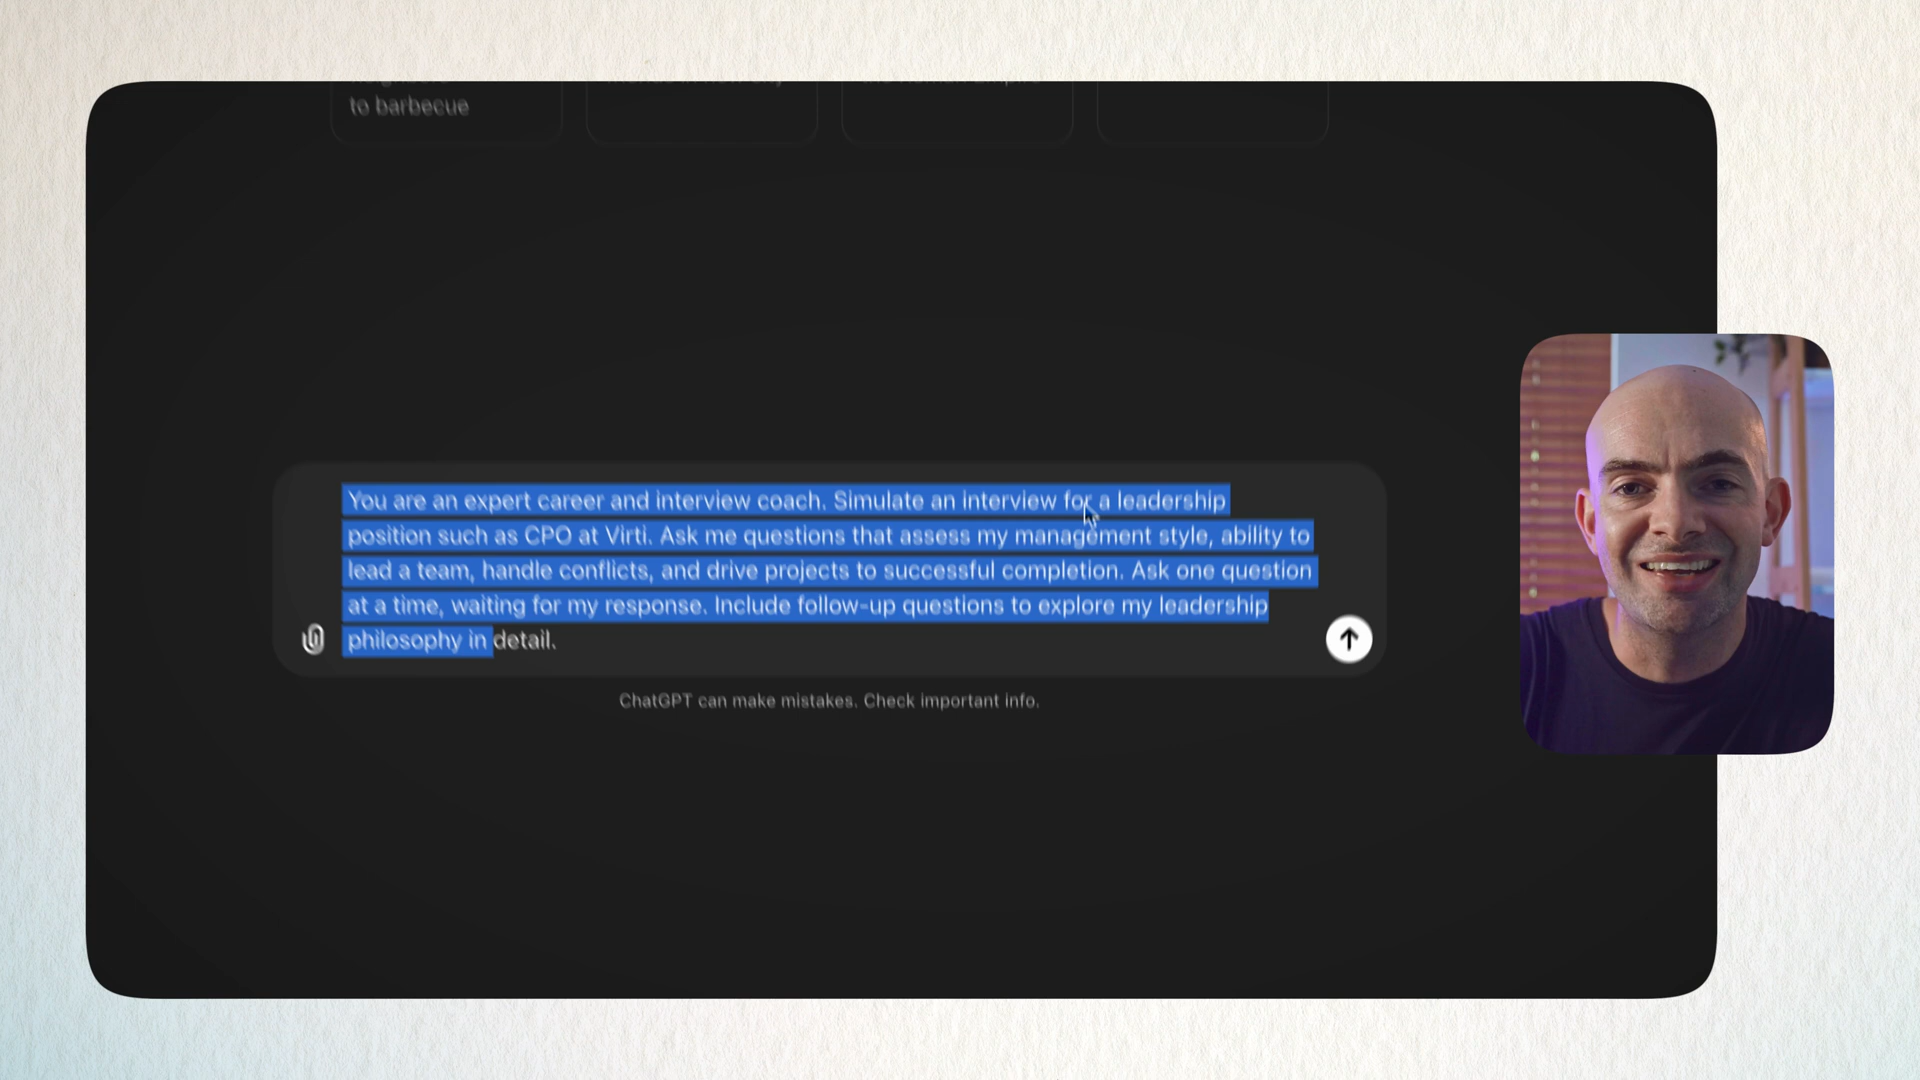 to barbecue
You are an expert career and interview coach. Simulate an interview for a leadership
position such as CPO at Virti. Ask me questions that assess my management style, ability to
lead a team, handle conflicts, and drive projects to successful completion. Ask one question
at a time, waiting for my response. Include follow-up questions to explore my leadership
philosophy in detail.
ChatGPT can make mistakes. Check important info.